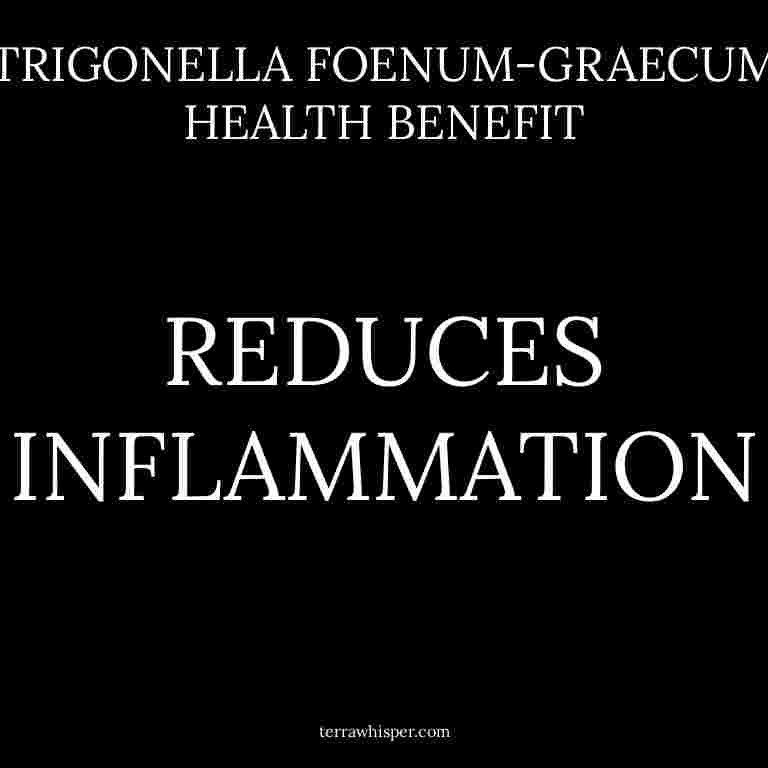 TRIGONELLA FOENUM-GRAECUM
HEALTH BENEFIT
REDUCES
INFLAMMATION
terrawhisper.com